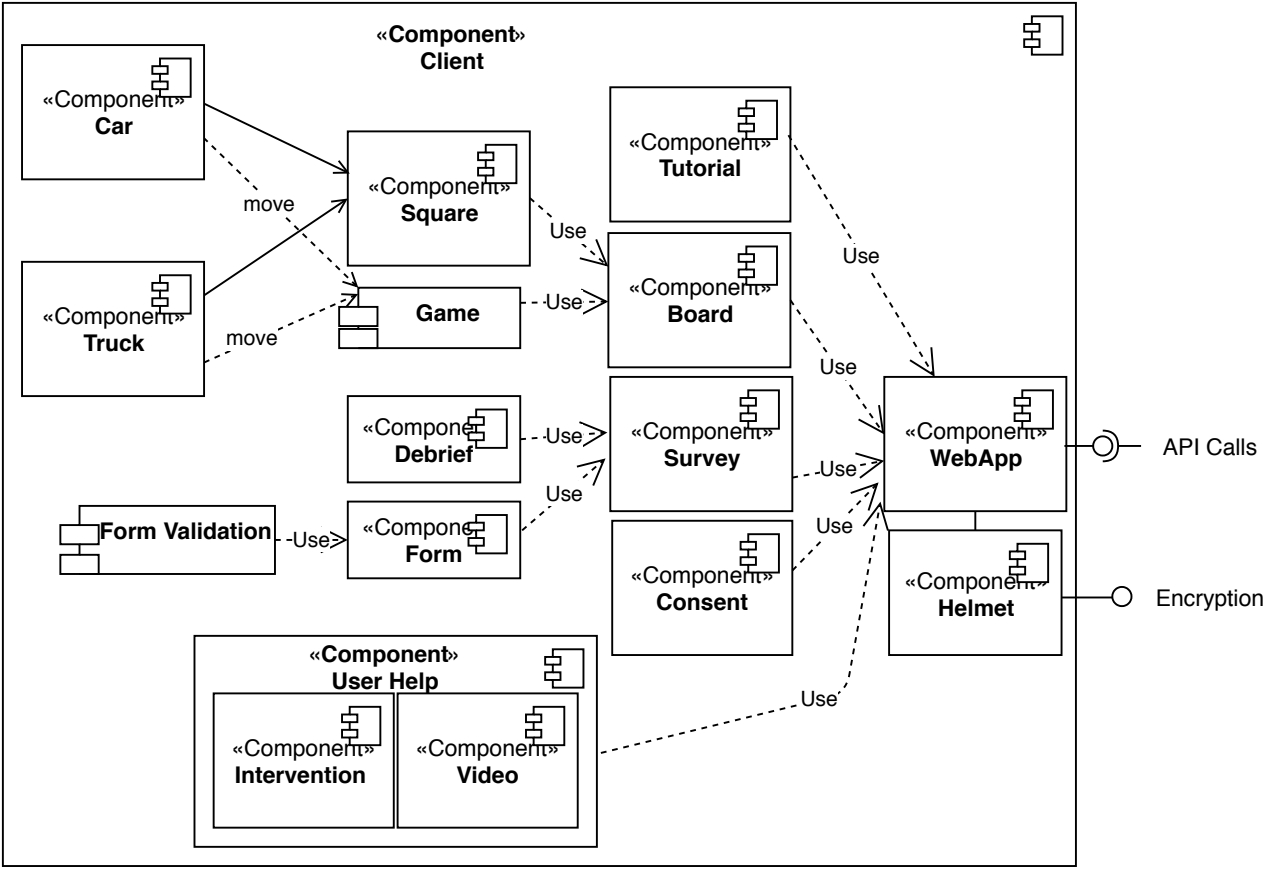 «Component»
Client
«Component»
Car
«Component»
Tutorial
«Component»
Square
move
Use
Use
«Component»
Truck
move
Game
Use
«Component»
Board
Use
«Component»
Debrief
Use
«Component»
Survey
Use
«Component»
WebApp
API Calls
Form Validation
Use
«Compone
Form
Use
Use
«Component»
Consent
«Component»
Helmet
Encryption
«Component»
User Help
«Component»
Intervention
«Component»
Video
Use